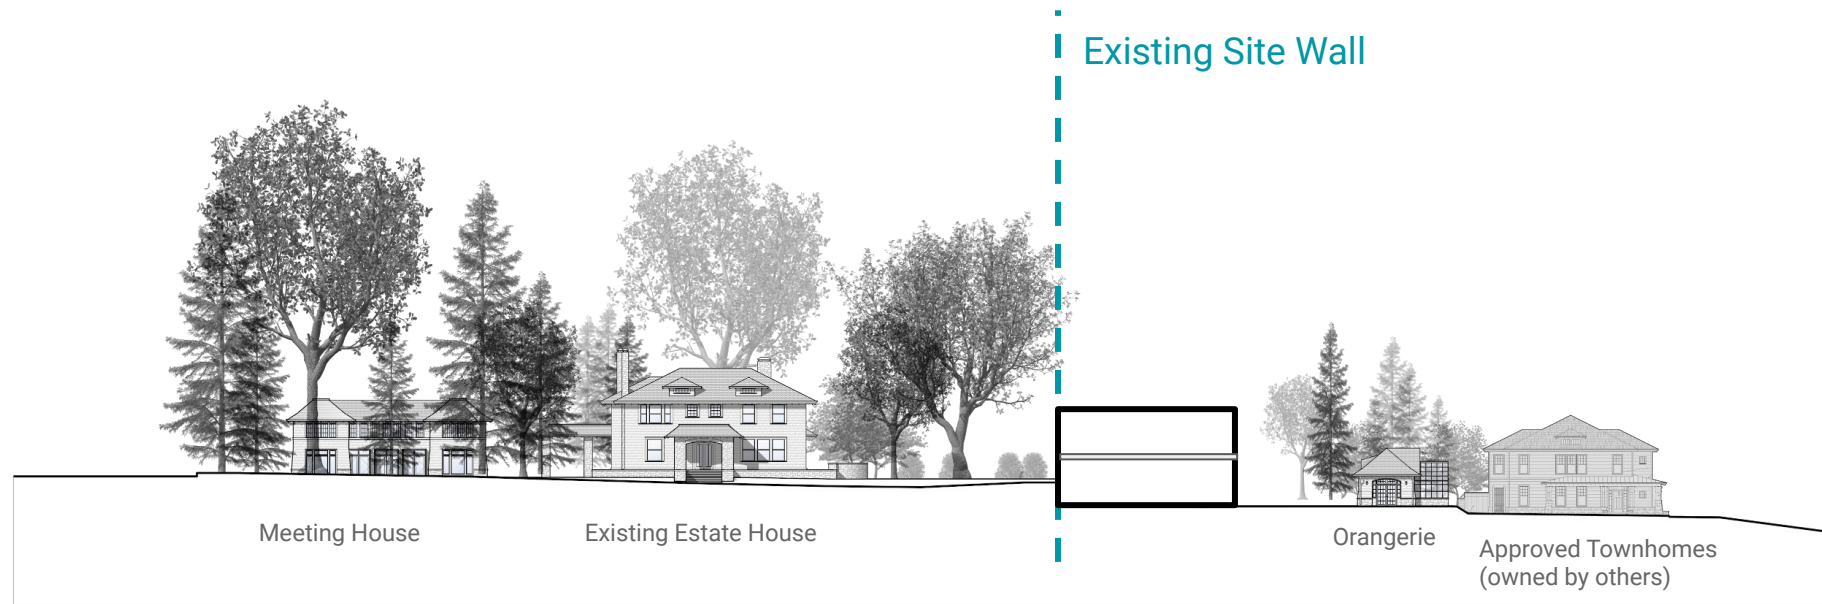 Existing Site Wall
Meeting House
Existing Estate House
Orangerie
Approved Townhomes
(owned by others)